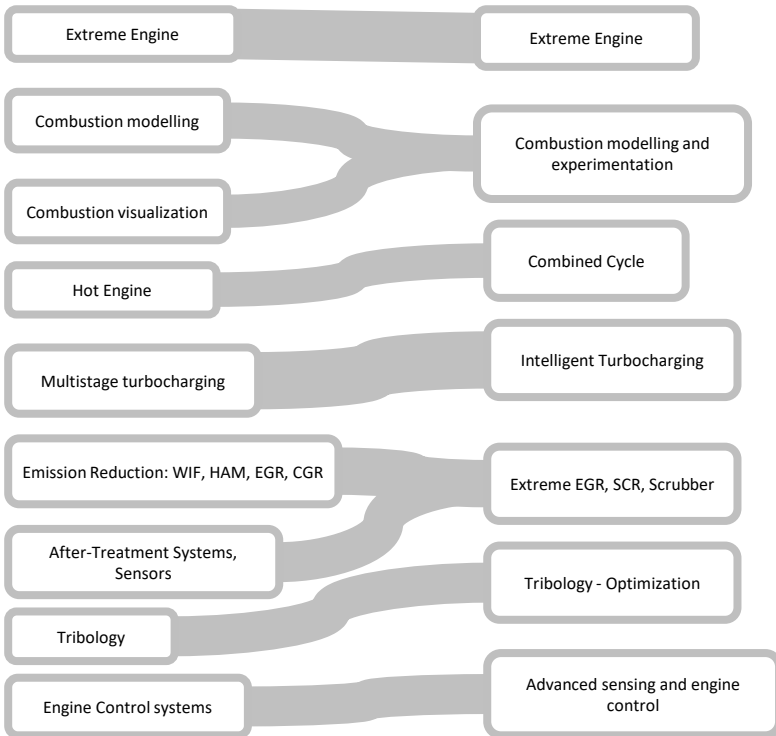 Extreme Engine
Extreme Engine
Combustion modelling
Combustion modelling and
experimentation
Combustion visualization
Combined Cycle
Hot Engine
Intelligent Turbocharging
Multistage turbocharging
Emission Reduction: WIF, HAM, EGR, CGR
Extreme EGR, SCR, Scrubber
After-Treatment Systems,
Sensors
Tribology - Optimization
Tribology
Advanced sensing and engine
control
Engine Control systems